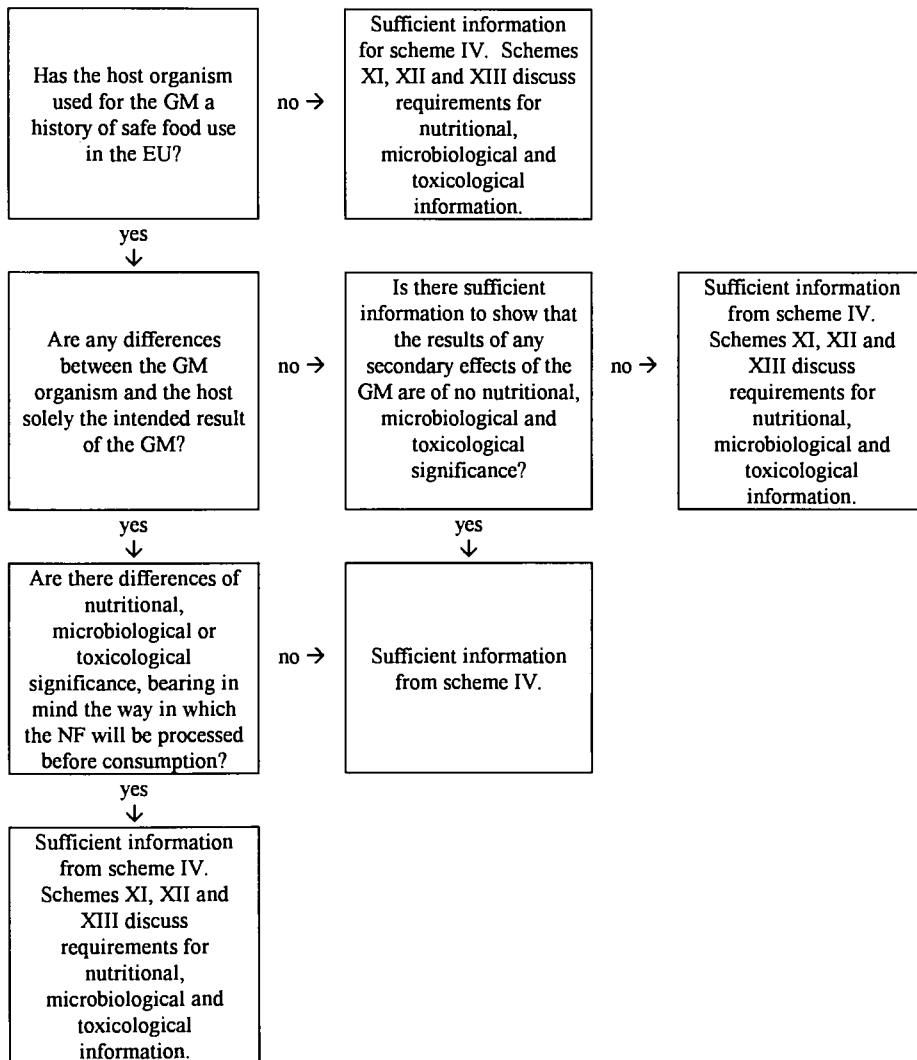 Has the host organism
used for the GM a
history of safe food use
in the EU?
no →
Sufficient information
for scheme IV. Schemes
XI, XII and XIII discuss
requirements for
nutritional,
microbiological and
toxicological
information.
yes
↓
Are any differences
between the GM
organism and the host
solely the intended result
of the GM?
no →
Is there sufficient
information to show that
the results of any
secondary effects of the
GM are of no nutritional,
microbiological and
toxicological
significance?
no →
Sufficient information
from scheme IV.
Schemes XI, XII and
XIII discuss
requirements for
nutritional,
microbiological and
toxicological
information.
yes
↓
yes
↓
Are there differences of
nutritional,
microbiological or
toxicological
significance, bearing in
mind the way in which
the NF will be processed
before consumption?
no →
Sufficient information
from scheme IV.
yes
↓
Sufficient information
from scheme IV.
Schemes XI, XII and
XIII discuss
requirements for
nutritional,
microbiological and
toxicological
information.